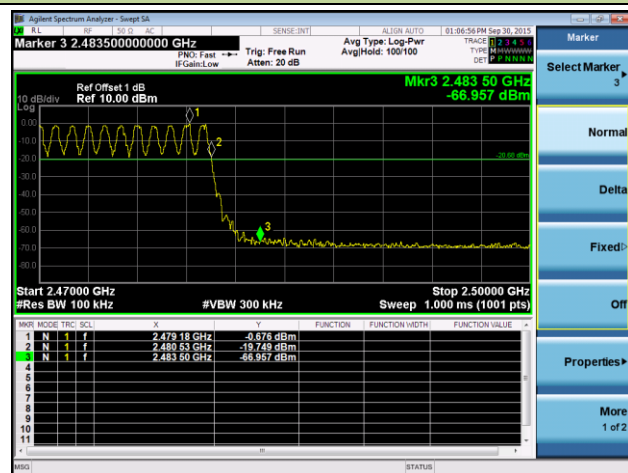 Agilent Spectrum Analyzer - Swept SA
RL RF 50 Ω AC SENSE:INT ALIGN AUTO 01:06:56 PM Sep 30, 2015
Marker 3 2.483500000000 GHz
PNO: Fast
IFGain:Low
Trig: Free Run
Atten: 20 dB
Avg Type: Log-Pwr
Avg|Hold: 100/100
TRACE 1 2 3 4 5 6
TYPE MWWWWW
DET P P N N N N
Ref Offset 1 dB
Ref 10.00 dBm
10 dB/div
Log
Mkr3 2.483 50 GHz
-66.957 dBm
0.00
-10.0
-20.0
-30.0
-40.0
-50.0
-60.0
-70.0
-80.0
1
2
3
-20.68 dBm
Start 2.47000 GHz
Stop 2.50000 GHz
#Res BW 100 kHz
#VBW 300 kHz
Sweep 1.000 ms (1001 pts)
MKR MODE TRC SCL X Y FUNCTION FUNCTION WIDTH FUNCTION VALUE
1 N 1 f 2.479 18 GHz -0.676 dBm
2 N 1 f 2.480 53 GHz -19.749 dBm
3 N 1 f 2.483 50 GHz -66.957 dBm
4
5
6
7
8
9
10
11
MSG
STATUS
Marker
Select Marker
3
Normal
Delta
Fixed
Off
Properties
More
1 of 2